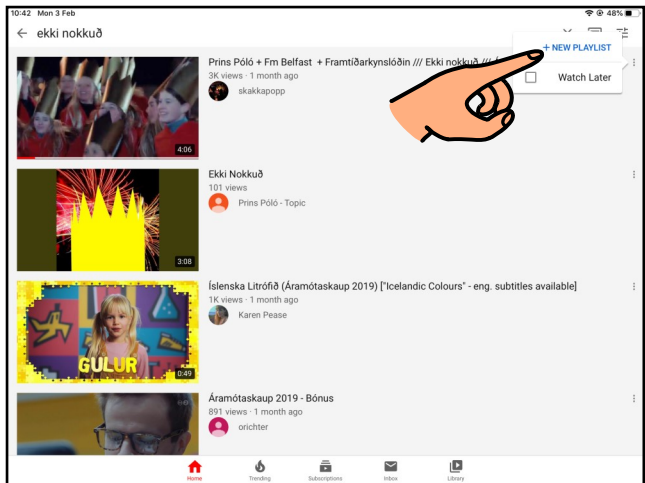 10:42 Mon 3 Feb
48%
ekki nokkuð
+ NEW PLAYLIST
Watch Later
Prins Póló + Fm Belfast + Framtíðarkynslóðin /// Ekki nokkuð ///
3K views · 1 month ago
skakkapopp
4:06
Ekki Nokkuð
101 views
Prins Póló - Topic
3:08
Íslenska Litrófið (Áramótaskaup 2019) ["Icelandic Colours" - eng. subtitles available]
1K views · 1 month ago
Karen Pease
GULUR
0:49
Áramótaskaup 2019 - Bónus
891 views · 1 month ago
orichter
Home
Trending
Subscriptions
Inbox
Library